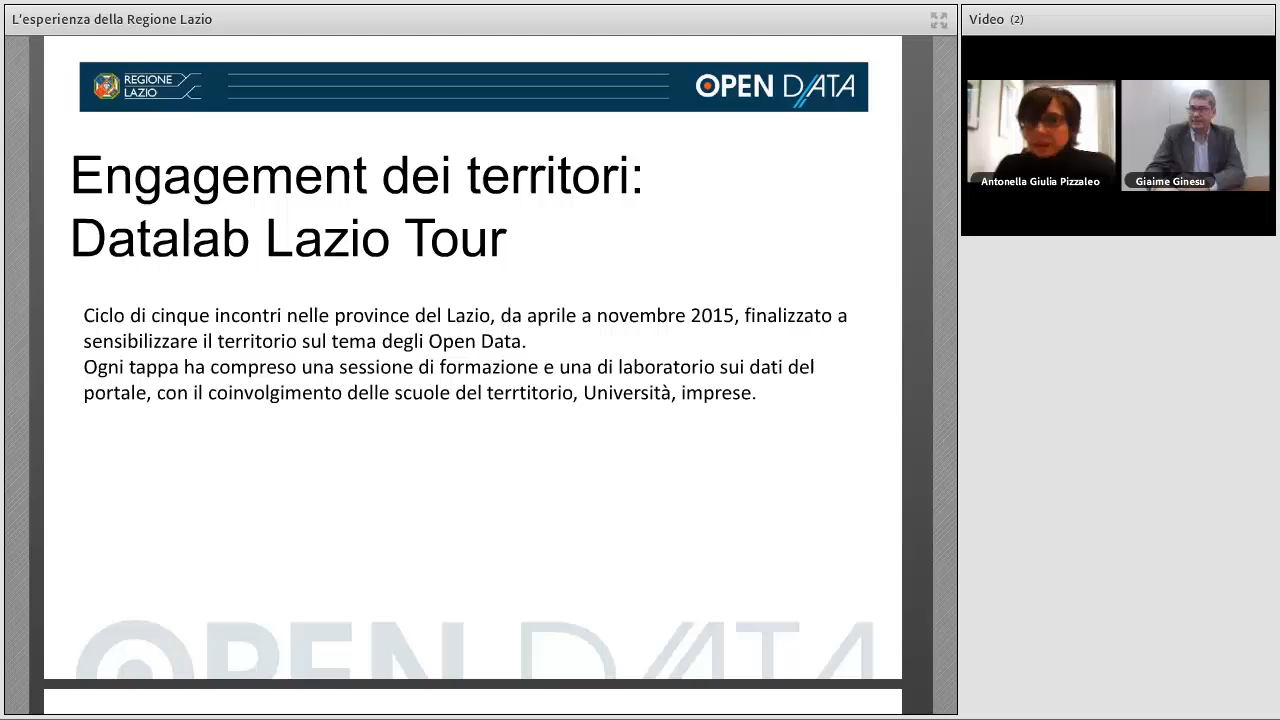 L'esperienza della Regione Lazio
Video (2)
REGIONE
LAZIO
OPEN DATA
Engagement dei territori:
Datalab Lazio Tour
Ciclo di cinque incontri nelle province del Lazio, da aprile a novembre 2015, finalizzato a
sensibilizzare il territorio sul tema degli Open Data.
Ogni tappa ha compreso una sessione di formazione e una di laboratorio sui dati del
portale, con il coinvolgimento delle scuole del terrtitorio, Università, imprese.
OPEN DATA
Antonella Giulia Pizzaleo
Giaime Ginesu